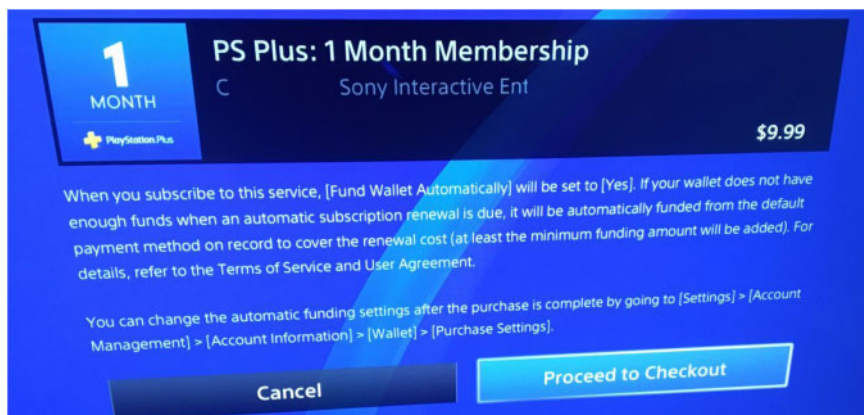 1
MONTH
PlayStation Plus
PS Plus: 1 Month Membership
C Sony Interactive Ent
$9.99
When you subscribe to this service, [Fund Wallet Automatically] will be set to [Yes]. If your wallet does not have
enough funds when an automatic subscription renewal is due, it will be automatically funded from the default
payment method on record to cover the renewal cost (at least the minimum funding amount will be added). For
details, refer to the Terms of Service and User Agreement.
You can change the automatic funding settings after the purchase is complete by going to [Settings] > [Account
Management] > [Account Information] > [Wallet] > [Purchase Settings].
Cancel
Proceed to Checkout